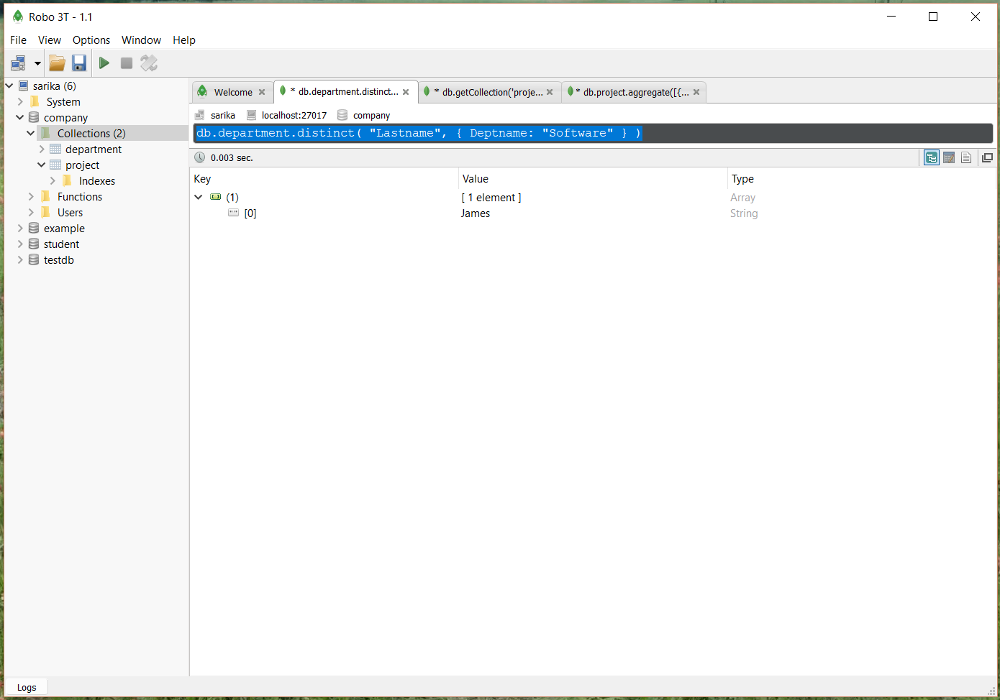 Robo 3T - 1.1
File View Options Window Help
sarika (6)
System
company
Collections (2)
department
project
Indexes
Functions
Users
example
student
testdb
Welcome * db.department.distinct... * db.getCollection('proje... * db.project.aggregate([{...
sarika localhost:27017 company
db.department.distinct( "Lastname", { Deptname: "Software" } )
0.003 sec.
Key Value Type
(1) [ 1 element ] Array
[0] James String
Logs